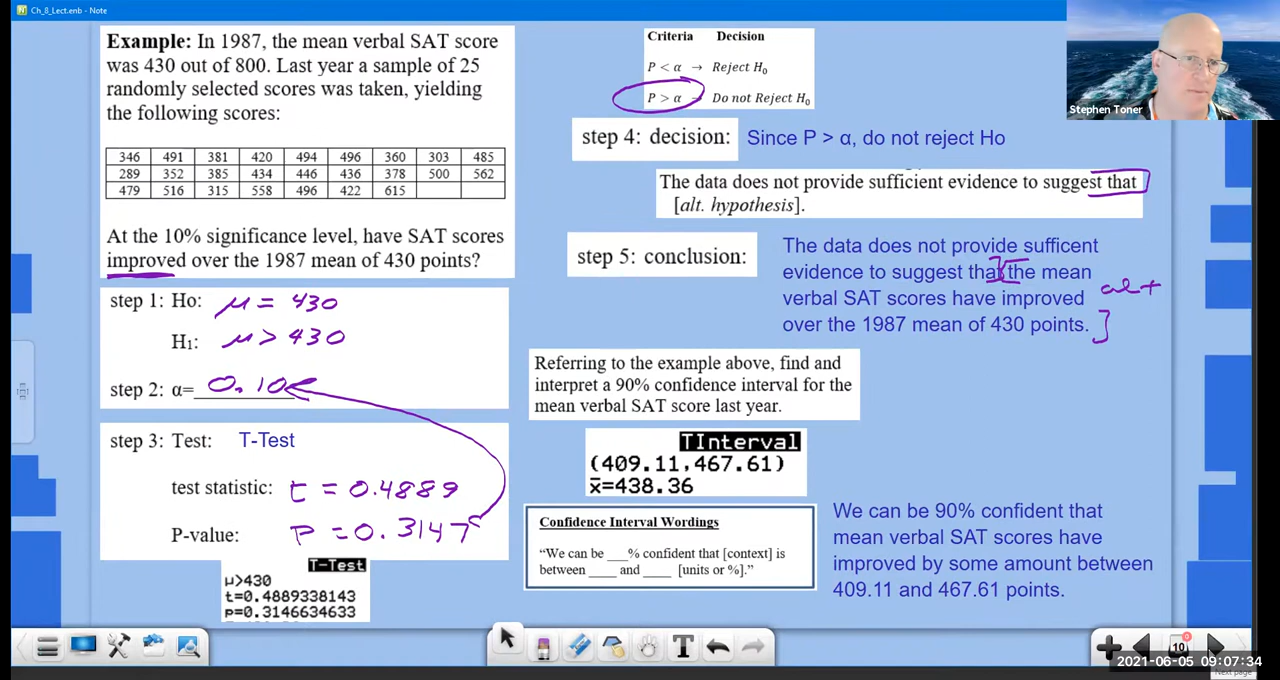 Ch_8_Lect.enb - Note
Example: In 1987, the mean verbal SAT score
was 430 out of 800. Last year a sample of 25
randomly selected scores was taken, yielding
the following scores:
346 491 381 420 494 496 360 303 485
289 352 385 434 446 436 378 500 562
479 516 315 558 496 422 615
At the 10% significance level, have SAT scores
improved over the 1987 mean of 430 points?
step 1: Ho: μ = 430
H1: μ > 430
step 2: α= 0.10
step 3: Test: T-Test
test statistic: t = 0.4889
P-value: P = 0.3147
T-Test
μ>430
t=0.4889338143
p=0.3146634633
Criteria Decision
P < α → Reject H0
P > α Do not Reject H0
step 4: decision: Since P > α, do not reject Ho
The data does not provide sufficient evidence to suggest that
[alt. hypothesis].
step 5: conclusion: The data does not provide sufficent
evidence to suggest that the mean
verbal SAT scores have improved
over the 1987 mean of 430 points.
alt
Referring to the example above, find and
interpret a 90% confidence interval for the
mean verbal SAT score last year.
TInterval
(409.11,467.61)
x̄=438.36
Confidence Interval Wordings
“We can be ___% confident that [context] is
between ____ and ____ [units or %].”
We can be 90% confident that
mean verbal SAT scores have
improved by some amount between
409.11 and 467.61 points.
Stephen Toner
T
10
0
2021-06-05 09:07:34
Next page